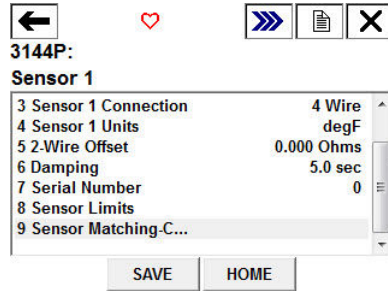 3144P:
Sensor 1
3 Sensor 1 Connection 4 Wire
4 Sensor 1 Units degF
5 2-Wire Offset 0.000 Ohms
6 Damping 5.0 sec
7 Serial Number 0
8 Sensor Limits
9 Sensor Matching-C...
SAVE HOME